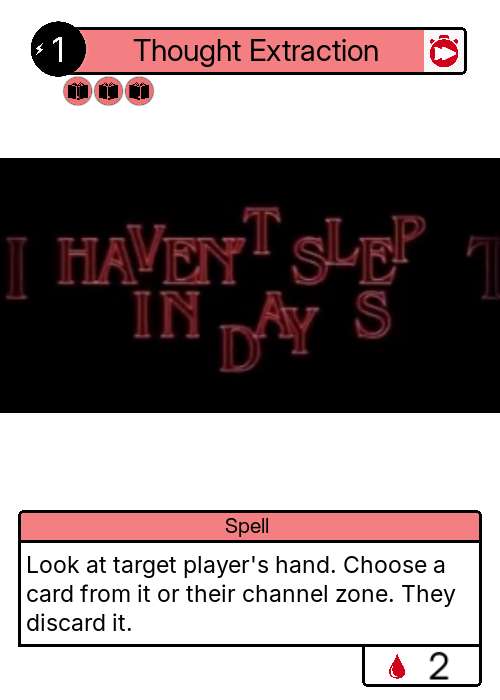 1 Thought Extraction
I HAVEN'T SLEPT
IN DAYS
Spell
Look at target player's hand. Choose a
card from it or their channel zone. They
discard it.
2